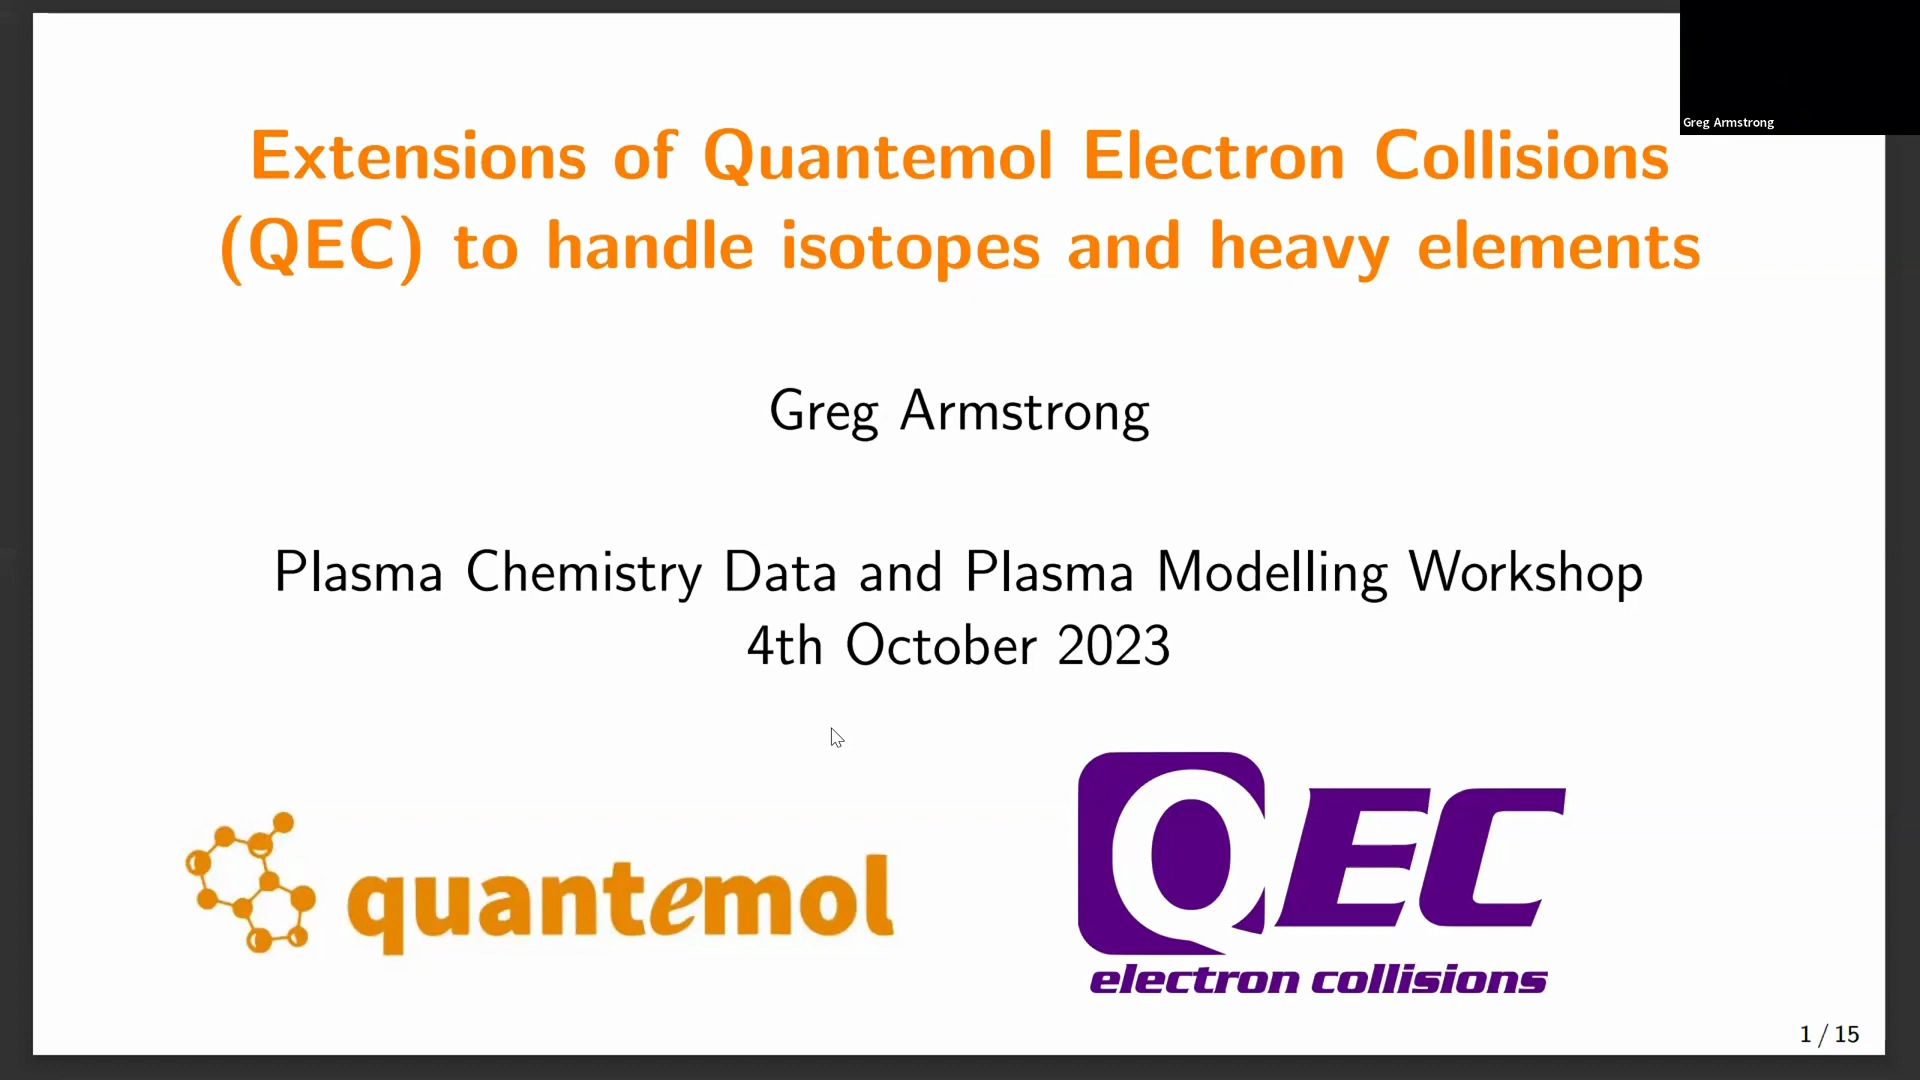 Greg Armstrong
Extensions of Quantemol Electron Collisions
(QEC) to handle isotopes and heavy elements
Greg Armstrong
Plasma Chemistry Data and Plasma Modelling Workshop
4th October 2023
quantemol
QEC
electron collisions
1 / 15